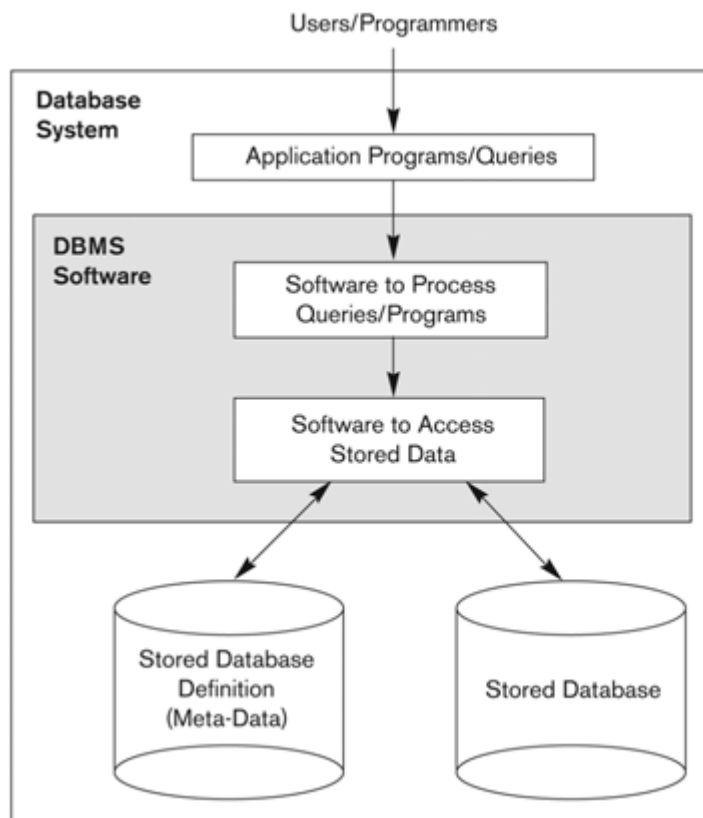 Users/Programmers
Database
System
Application Programs/Queries
DBMS
Software
Software to Process
Queries/Programs
Software to Access
Stored Data
Stored Database
Definition
(Meta-Data)
Stored Database